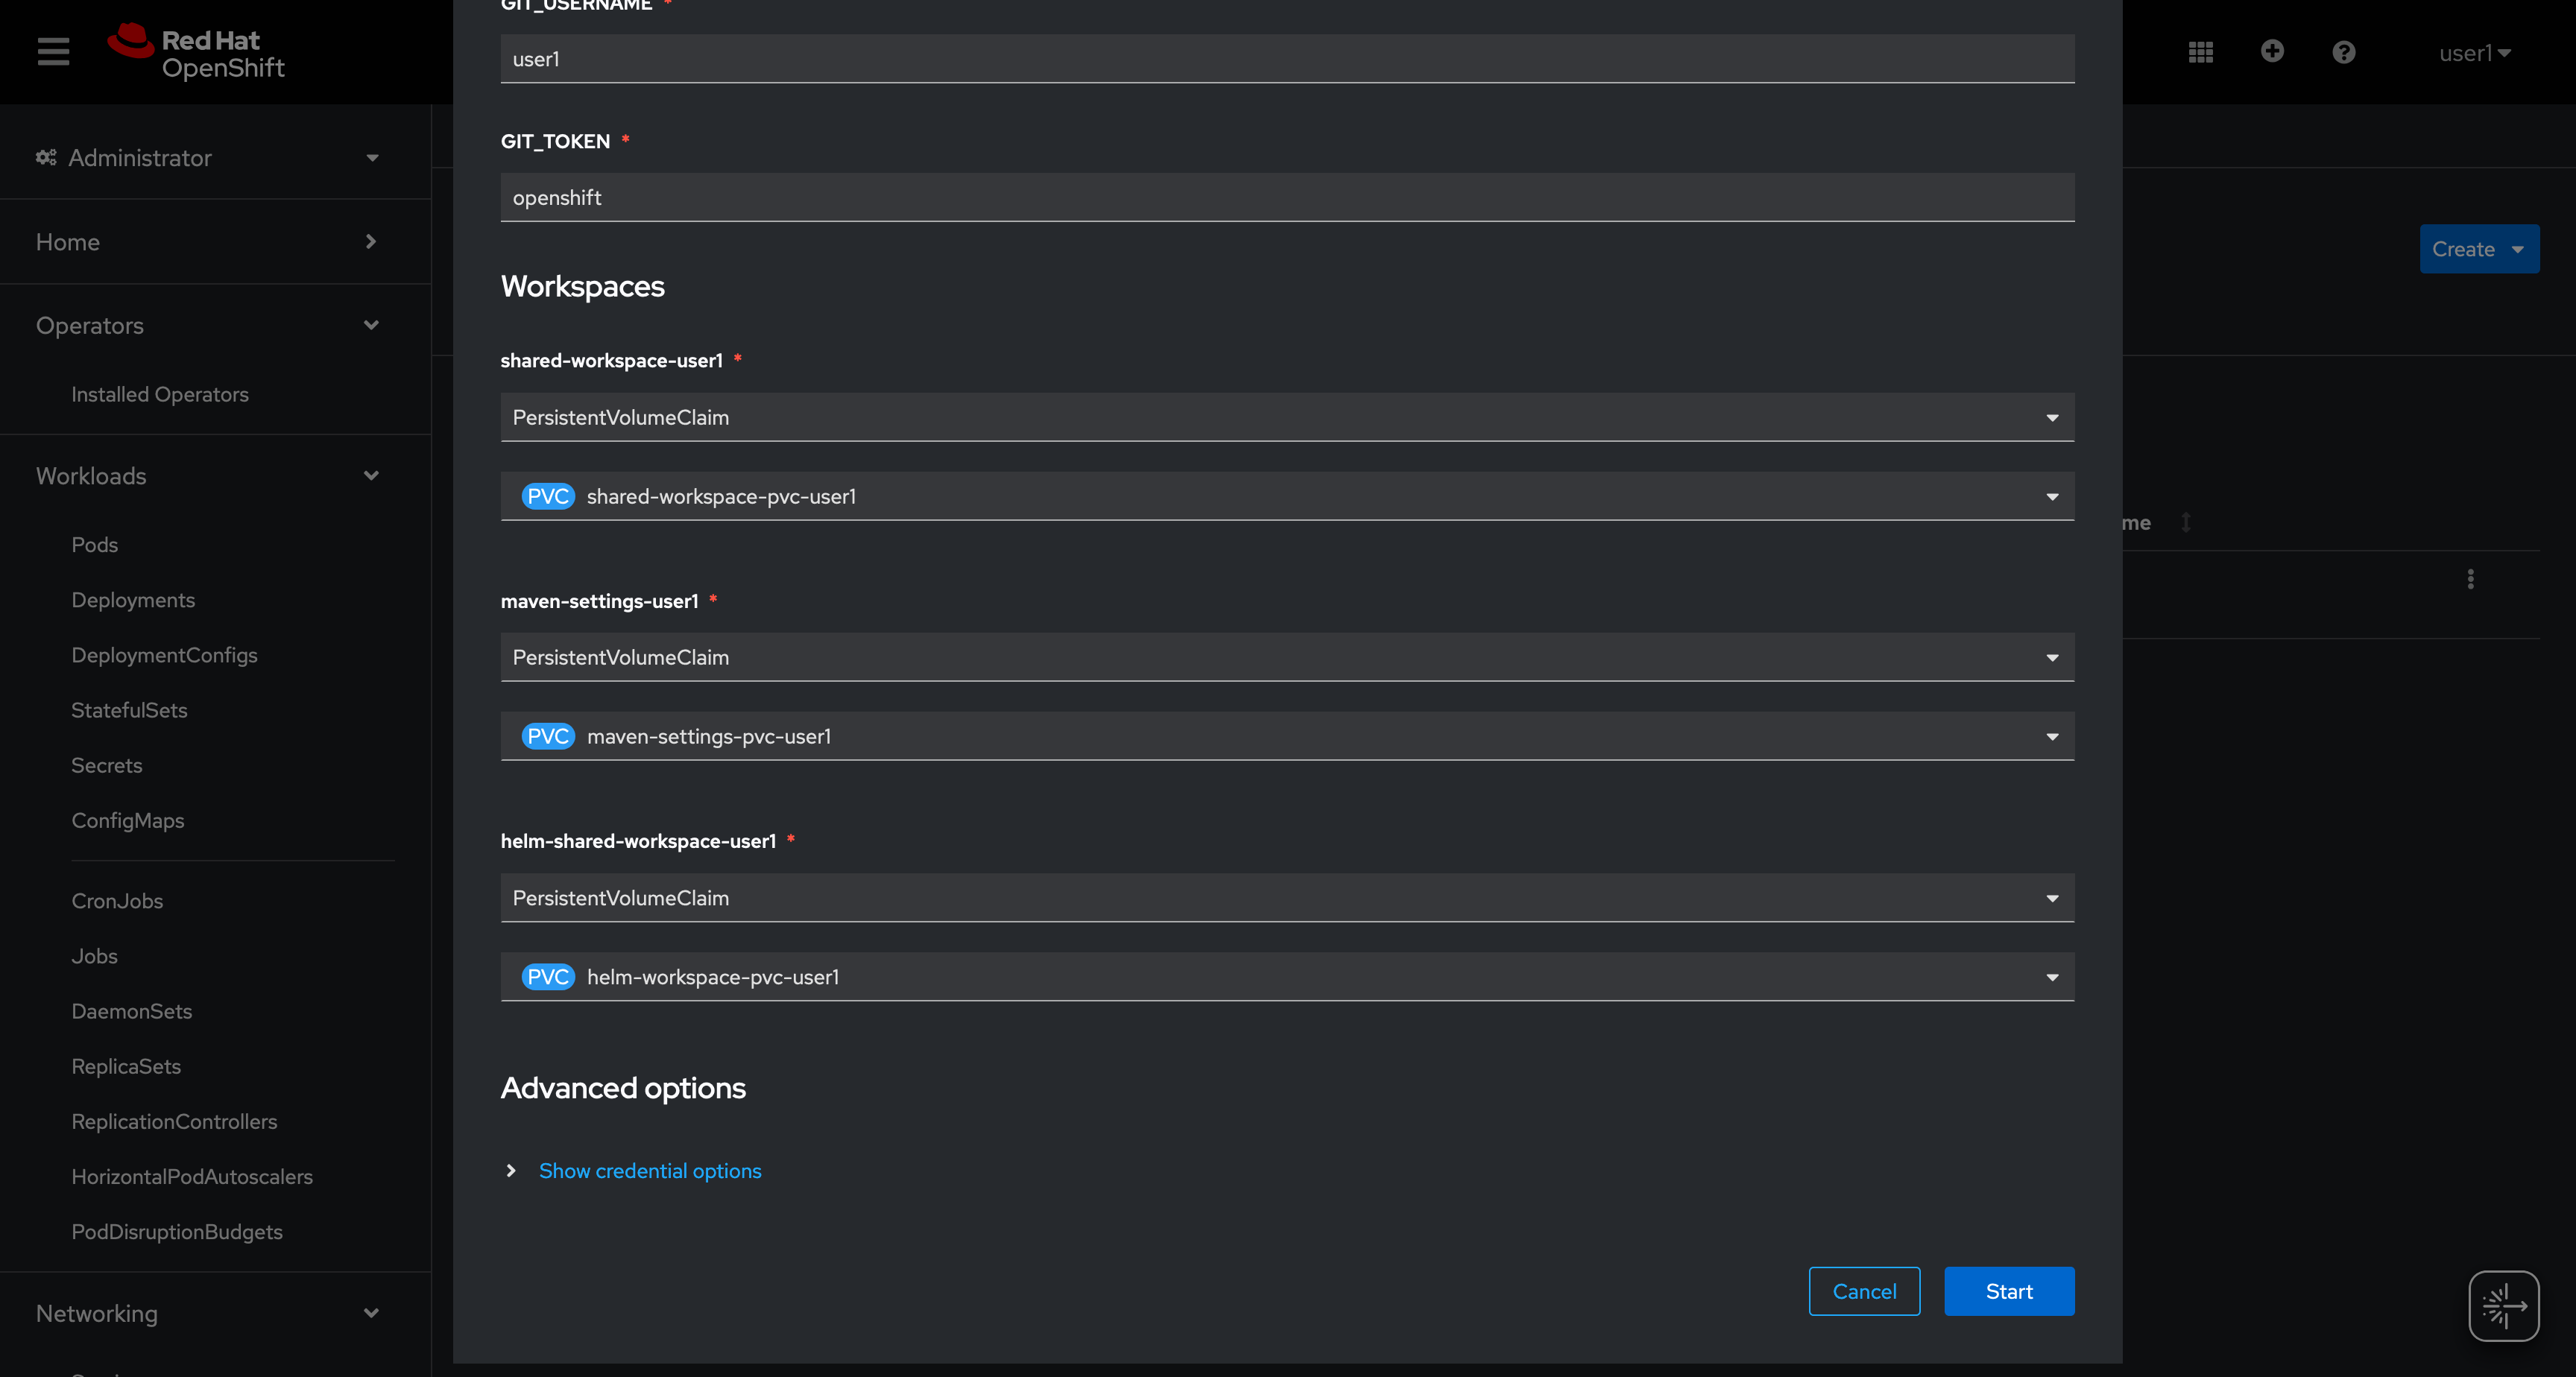 Red Hat
OpenShift
user1
Administrator
Home
Operators
Installed Operators
Workloads
Pods
Deployments
DeploymentConfigs
StatefulSets
Secrets
ConfigMaps
CronJobs
Jobs
DaemonSets
ReplicaSets
ReplicationControllers
HorizontalPodAutoscalers
PodDisruptionBudgets
Networking
GIT_USERNAME *
user1
GIT_TOKEN *
openshift
Workspaces
shared-workspace-user1 *
PersistentVolumeClaim
PVC shared-workspace-pvc-user1
maven-settings-user1 *
PersistentVolumeClaim
PVC maven-settings-pvc-user1
helm-shared-workspace-user1 *
PersistentVolumeClaim
PVC helm-workspace-pvc-user1
Advanced options
Show credential options
Cancel
Start
Create
me